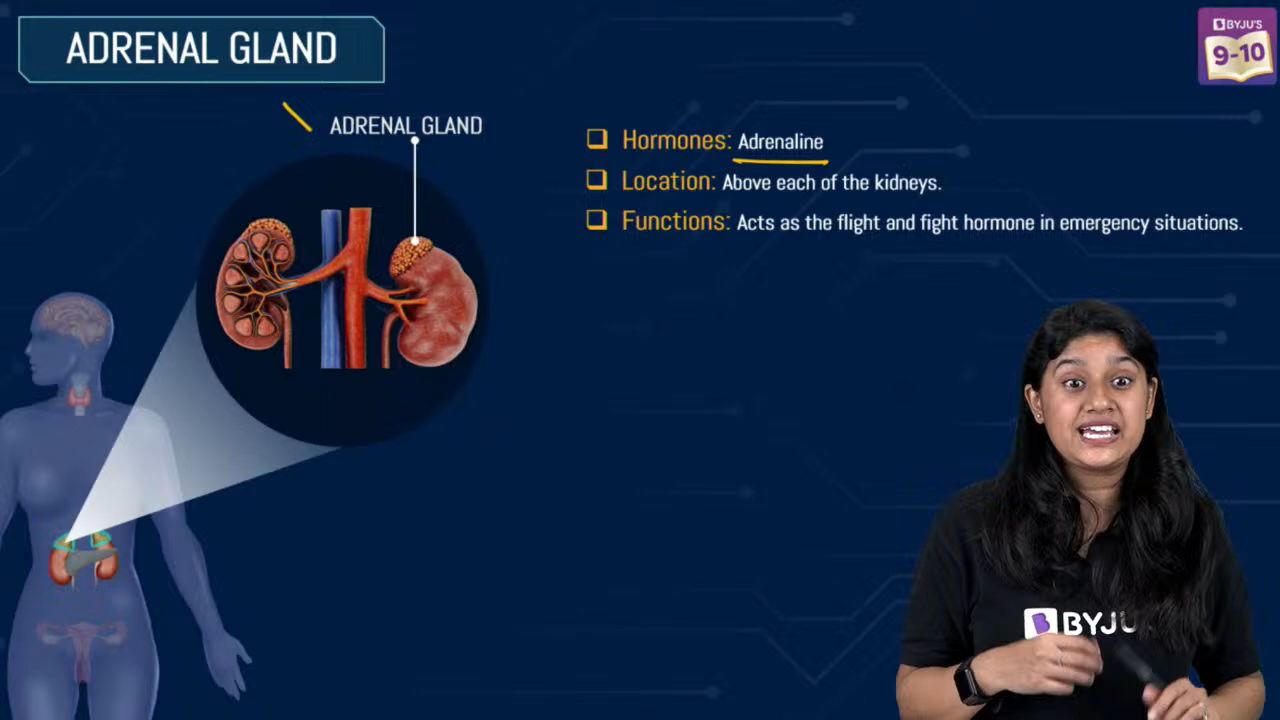 ADRENAL GLAND
BYJU'S
9-10
ADRENAL GLAND
Hormones: Adrenaline
Location: Above each of the kidneys.
Functions: Acts as the flight and fight hormone in emergency situations.
BYJU